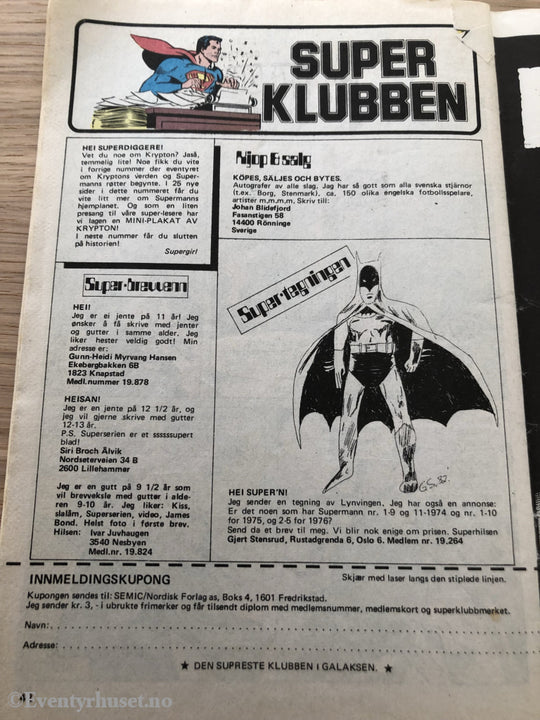 SUPER
KLUBBEN
HEI SUPERDIGGERE!
Vet du noe om Krypton? Jaså,
temmelig lite! Noe fikk du vite
i forrige nummer der eventyret
om Kryptons verden og Super-
manns røtter begynte. I 25 nye
sider i dette nummeret får du
vite litt mer om Supermanns
hjemplanet. Og som en liten
presang til våre super-lesere har
vi lagen en MINI-PLAKAT AV
KRYPTON!
I neste nummer får du slutten
på historien!
Supergirl
Super-brevvenn
HEI!
Jeg er ei jente på 11 år! Jeg
ønsker å få skrive med jenter
og gutter i samme alder. Jeg
liker hester veldig godt! Min
adresse er:
Gunn-Heidi Myrvang Hansen
Ekebergbakken 6B
1823 Knapstad
Medl.nummer 19.878
HEISAN!
Jeg er en jente på 12 1/2 år, og
jeg vil gjerne skrive med gutter
12-13 år.
P.S. Superserien er et ssssssupert
blad!
Siri Broch Älvik
Nordseterveien 34 B
2600 Lillehammer
Jeg er en gutt på 9 1/2 år som
vil brevveksle med gutter i alde-
ren 9-10 år. Jeg liker: Kiss,
slalåm, Superserien, video, James
Bond. Helst foto i første brev.
Hilsen: Ivar Juvhaugen
3540 Nesbyen
Medl.nr. 19.824
Kjøp & salg
KÖPES, SÄLJES OCH BYTES.
Autografer av alle slag. Jag har så gott som alla svenska stjärnor
(t.ex. Borg, Stenmark), ca. 150 olika engelska fotbollsspelare,
artister m.m.m.m. Skriv till:
Johan Blidefjord
Fasanstigen 58
14400 Rönninge
Sverige
Supertegningen
G.S. 82.
HEI SUPER'N!
Jeg sender en tegning av Lynvingen. Jeg har også en annonse:
Er det noen som har Supermann nr. 1-9 og 11-1974 og nr. 1-10
for 1975, og 2-5 for 1976?
Send da et brev til meg. Vi blir nok enige om prisen. Superhilsen
Gjert Stensrud, Rustadgrenda 6, Oslo 6. Medlem nr. 19.264
INNMELDINGSKUPONG
Skjær med laser langs den stiplede linjen.
Kupongen sendes til: SEMIC/Nordisk Forlag as, Boks 4, 1601 Fredrikstad.
Jeg sender kr. 3, - i ubrukte frimerker og får tilsendt diplom med medlemsnummer, medlemskort og superklubbmerket.
Navn:
Adresse:
★ DEN SUPRESTE KLUBBEN I GALAKSEN. ★
42
©Eventyrhuset.no